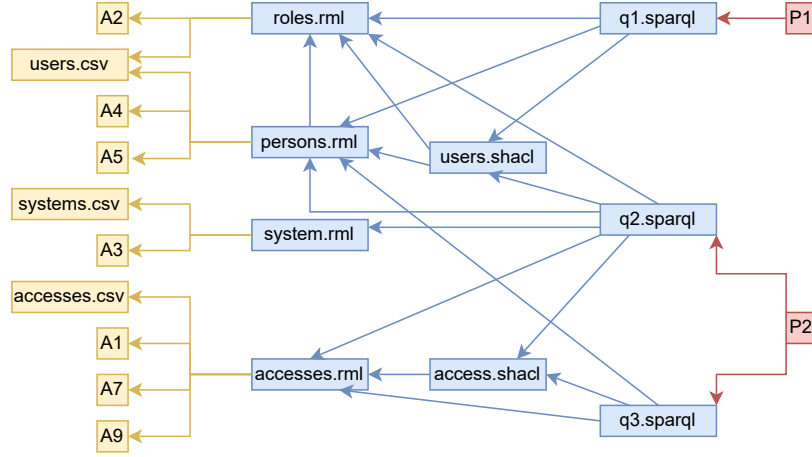 A2
roles.rml
q1.sparql
P1
users.csv
A4
persons.rml
A5
users.shacl
systems.csv
q2.sparql
system.rml
A3
accesses.csv
P2
A1
accesses.rml
access.shacl
A7
q3.sparql
A9